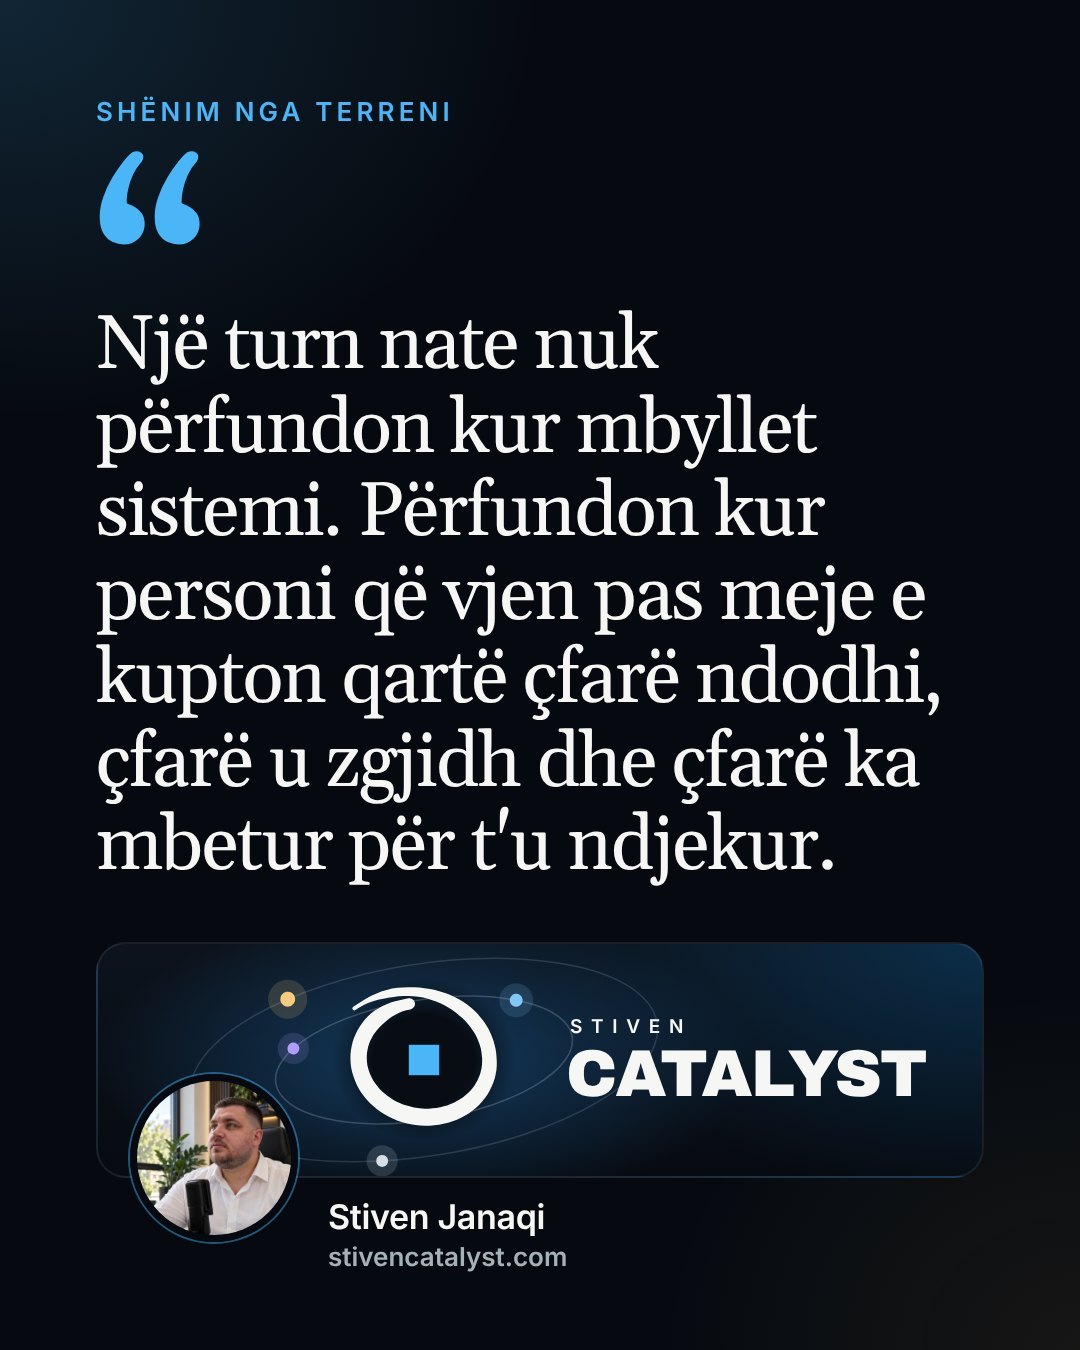 SHËNIM NGA TERRENI
“
Një turn nate nuk
përfundon kur mbyllet
sistemi. Përfundon kur
personi që vjen pas meje e
kupton qartë çfarë ndodhi,
çfarë u zgjidh dhe çfarë ka
mbetur për t'u ndjekur.
STIVEN
CATALYST
Stiven Janaqi
stivencatalyst.com